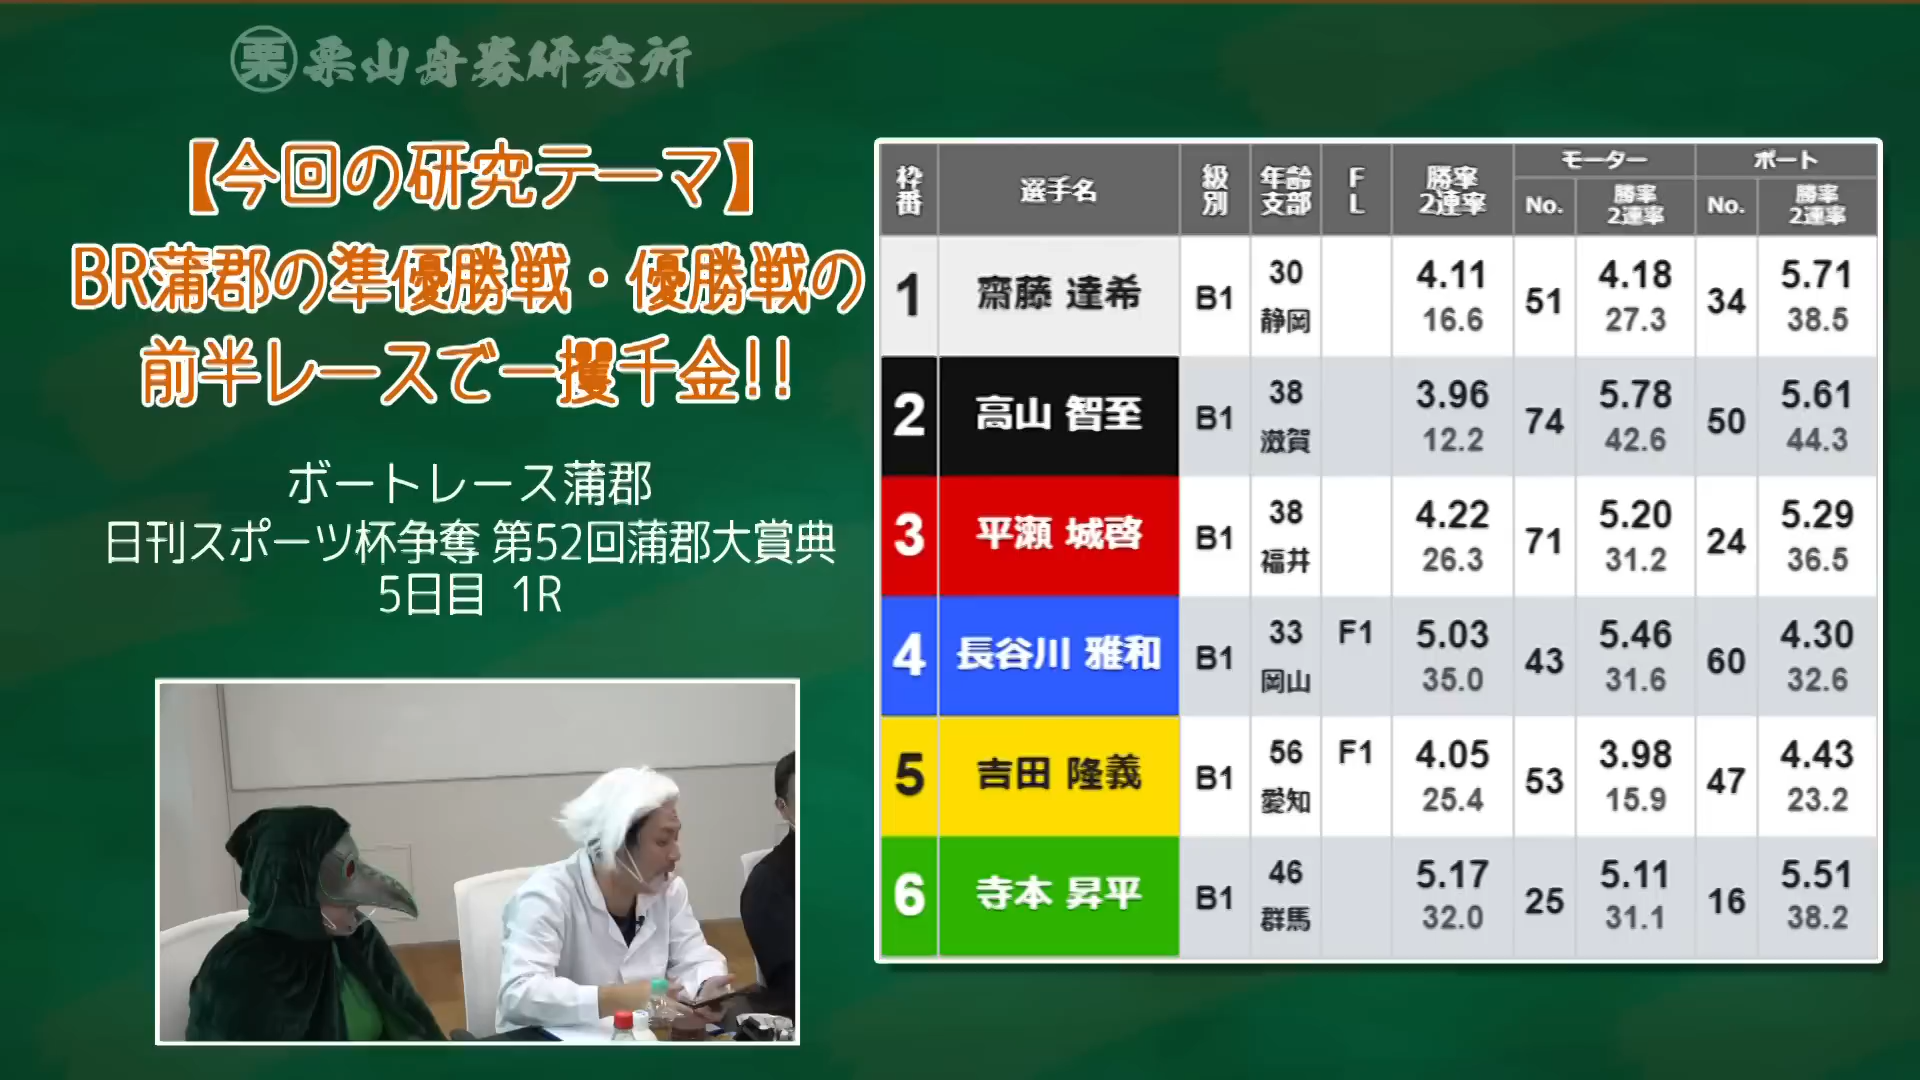 栗 栗山舟券研究所
【今回の研究テーマ】
BR蒲郡の準優勝戦・優勝戦の
前半レースで一攫千金!!
ボートレース蒲郡
日刊スポーツ杯争奪 第52回蒲郡大賞典
5日目 1R
枠番 選手名 級別 年齢 支部 F L 勝率 2連率 モーター No. 勝率 2連率 ボート No. 勝率 2連率
1 齋藤 達希 B1 30 静岡 4.11 16.6 51 4.18 27.3 34 5.71 38.5
2 高山 智至 B1 38 滋賀 3.96 12.2 74 5.78 42.6 50 5.61 44.3
3 平瀬 城啓 B1 38 福井 4.22 26.3 71 5.20 31.2 24 5.29 36.5
4 長谷川 雅和 B1 33 岡山 F1 5.03 35.0 43 5.46 31.6 60 4.30 32.6
5 吉田 隆義 B1 56 愛知 F1 4.05 25.4 53 3.98 15.9 47 4.43 23.2
6 寺本 昇平 B1 46 群馬 5.17 32.0 25 5.11 31.1 16 5.51 38.2